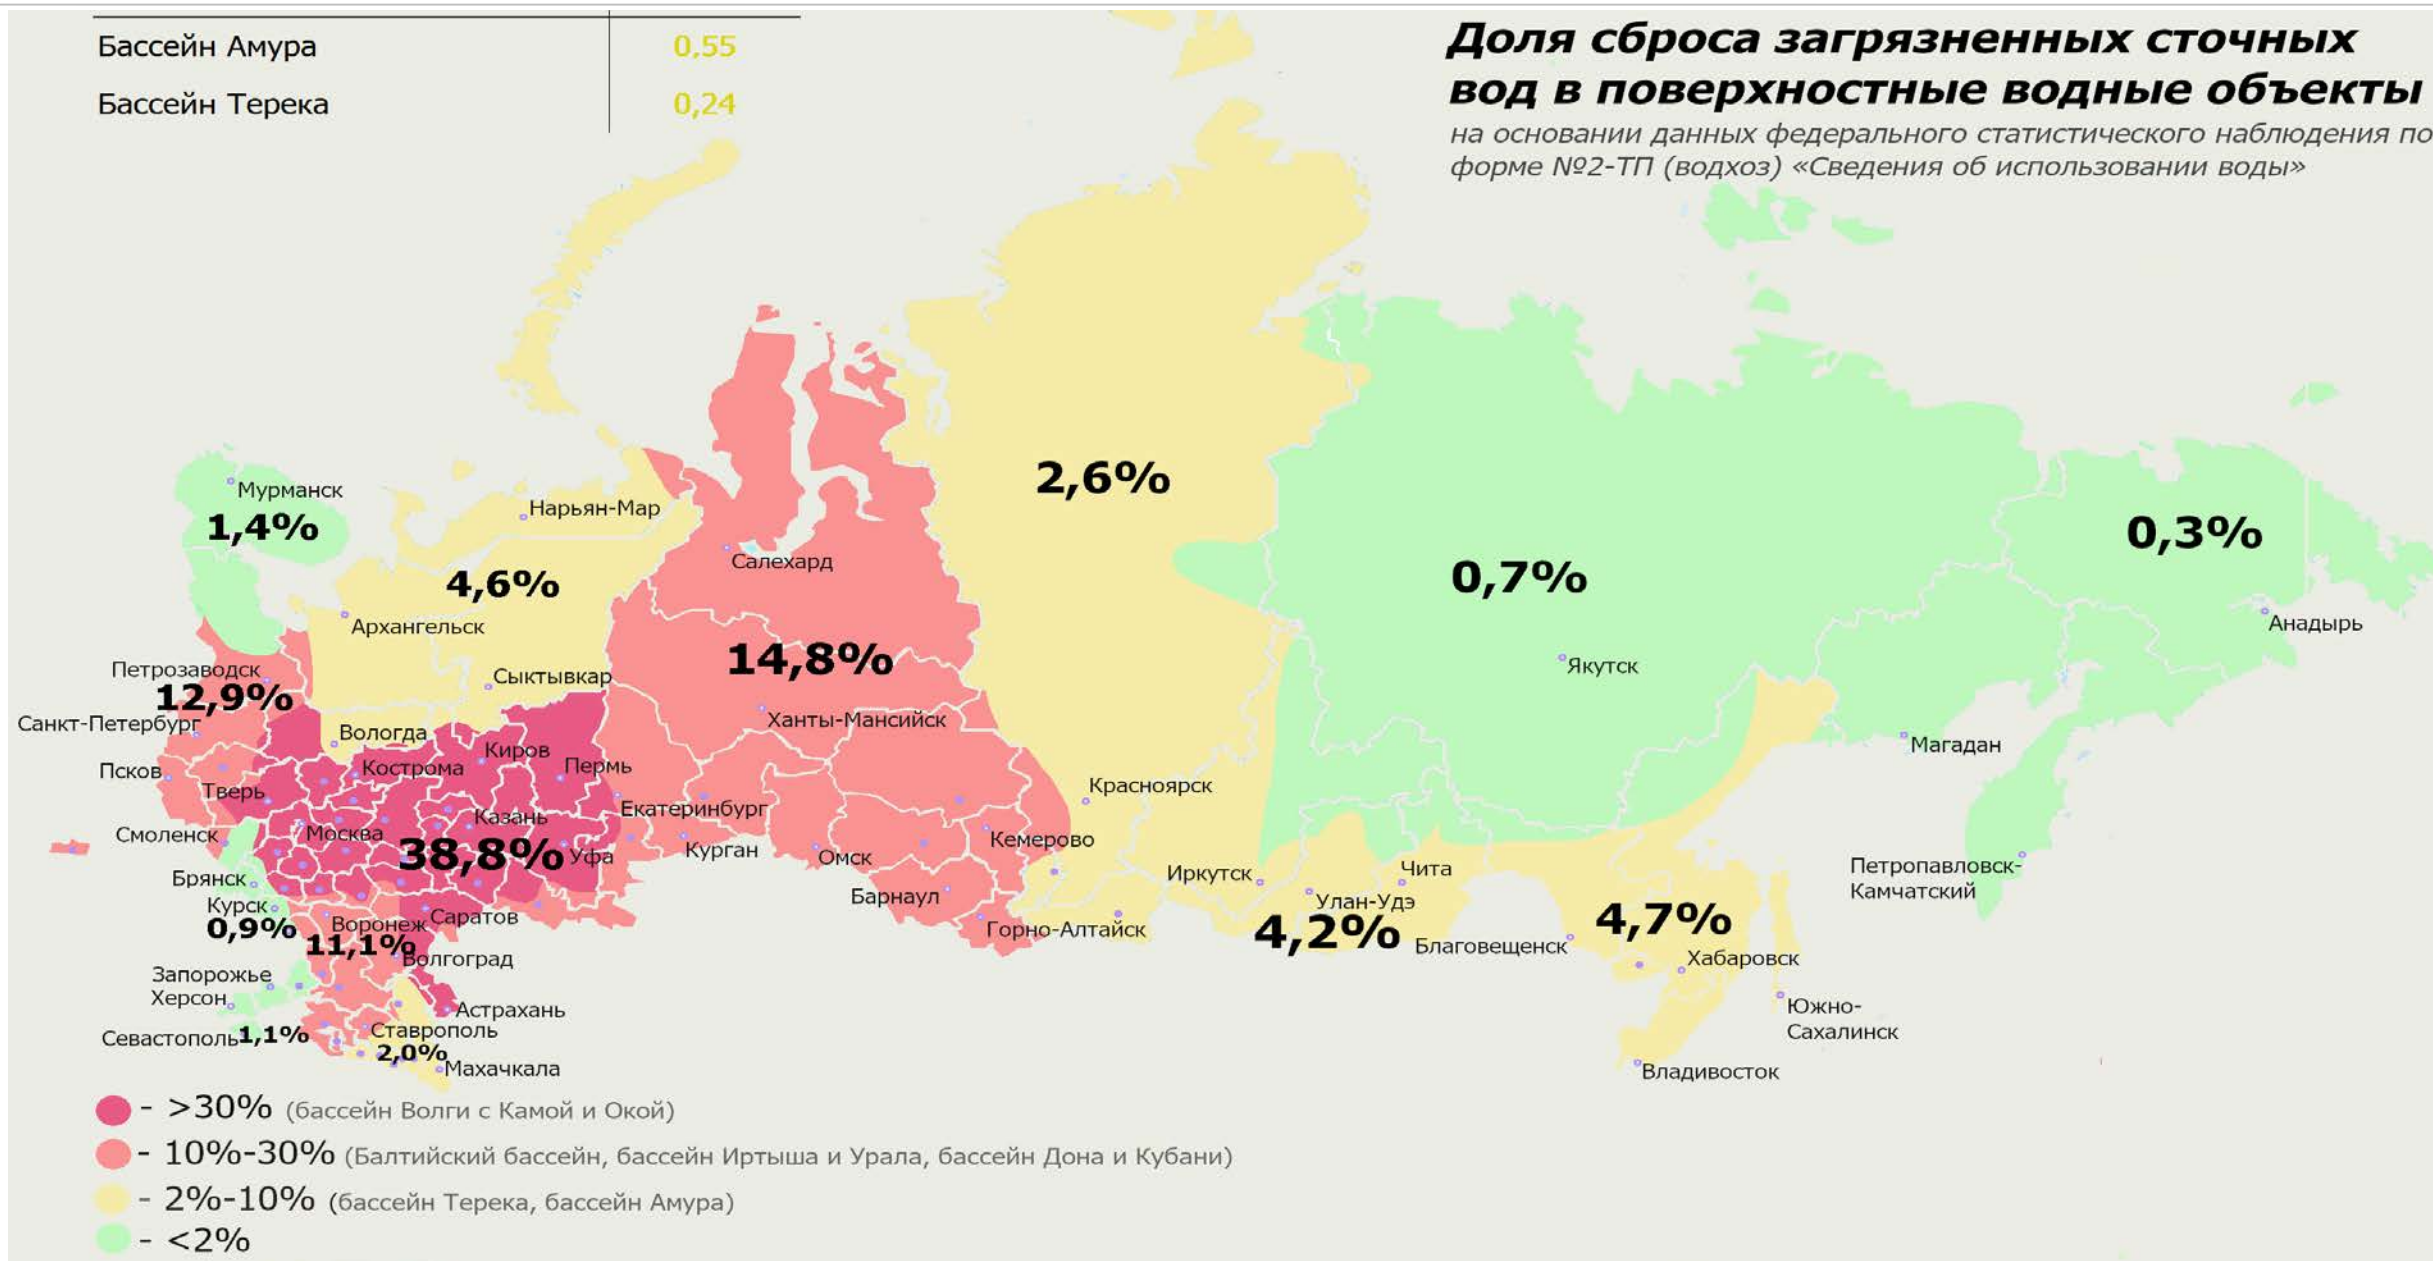 Бассейн Амура 0,55
Бассейн Терека 0,24
Доля сброса загрязненных сточных
вод в поверхностные водные объекты
на основании данных федерального статистического наблюдения по
форме №2-ТП (водхоз) «Сведения об использовании воды»
Мурманск
1,4%
Нарьян-Мар
2,6%
0,3%
4,6%
Салехард
0,7%
Архангельск
Анадырь
Петрозаводск
12,9%
Сыктывкар
14,8%
Якутск
Санкт-Петербург
Вологда
Ханты-Мансийск
Магадан
Псков
Кострома
Киров
Пермь
Тверь
Екатеринбург
Красноярск
Смоленск
Москва
Казань
38,8%
Уфа
Курган
Омск
Кемерово
Брянск
Барнаул
Иркутск
Чита
Петропавловск-
Камчатский
Курск
0,9%
Воронеж
Саратов
11,1%
Горно-Алтайск
Улан-Удэ
4,2%
Благовещенск
4,7%
Волгоград
Хабаровск
Запорожье
Херсон
Астрахань
Южно-
Сахалинск
Севастополь
1,1%
Ставрополь
2,0%
Махачкала
Владивосток
- >30% (бассейн Волги с Камой и Окой)
- 10%-30% (Балтийский бассейн, бассейн Иртыша и Урала, бассейн Дона и Кубани)
- 2%-10% (бассейн Терека, бассейн Амура)
- <2%